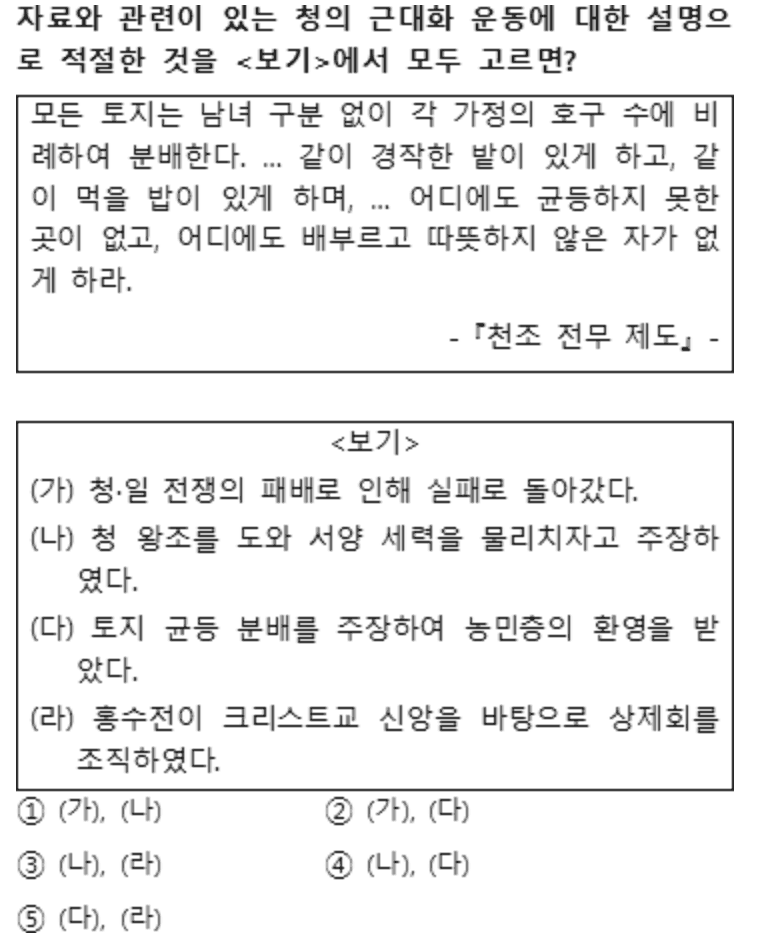 자료와 관련이 있는 청의 근대화 운동에 대한 설명으
로 적절한 것을 <보기>에서 모두 고르면?
모든 토지는 남녀 구분 없이 각 가정의 호구 수에 비
례하여 분배한다. ... 같이 경작할 밭이 있게 하고, 같
이 먹을 밥이 있게 하며, ... 어디에도 균등하지 못한
곳이 없고, 어디에도 배부르고 따뜻하지 않은 자가 없
게 하라.
-『천조 전무 제도』-
<보기>
(가) 청·일 전쟁의 패배로 인해 실패로 돌아갔다.
(나) 청 왕조를 도와 서양 세력을 물리치자고 주장하
였다.
(다) 토지 균등 분배를 주장하여 농민층의 환영을 받
았다.
(라) 홍수전이 크리스트교 신앙을 바탕으로 상제회를
조직하였다.
① (가), (나) ② (가), (다)
③ (나), (라) ④ (나), (다)
⑤ (다), (라)